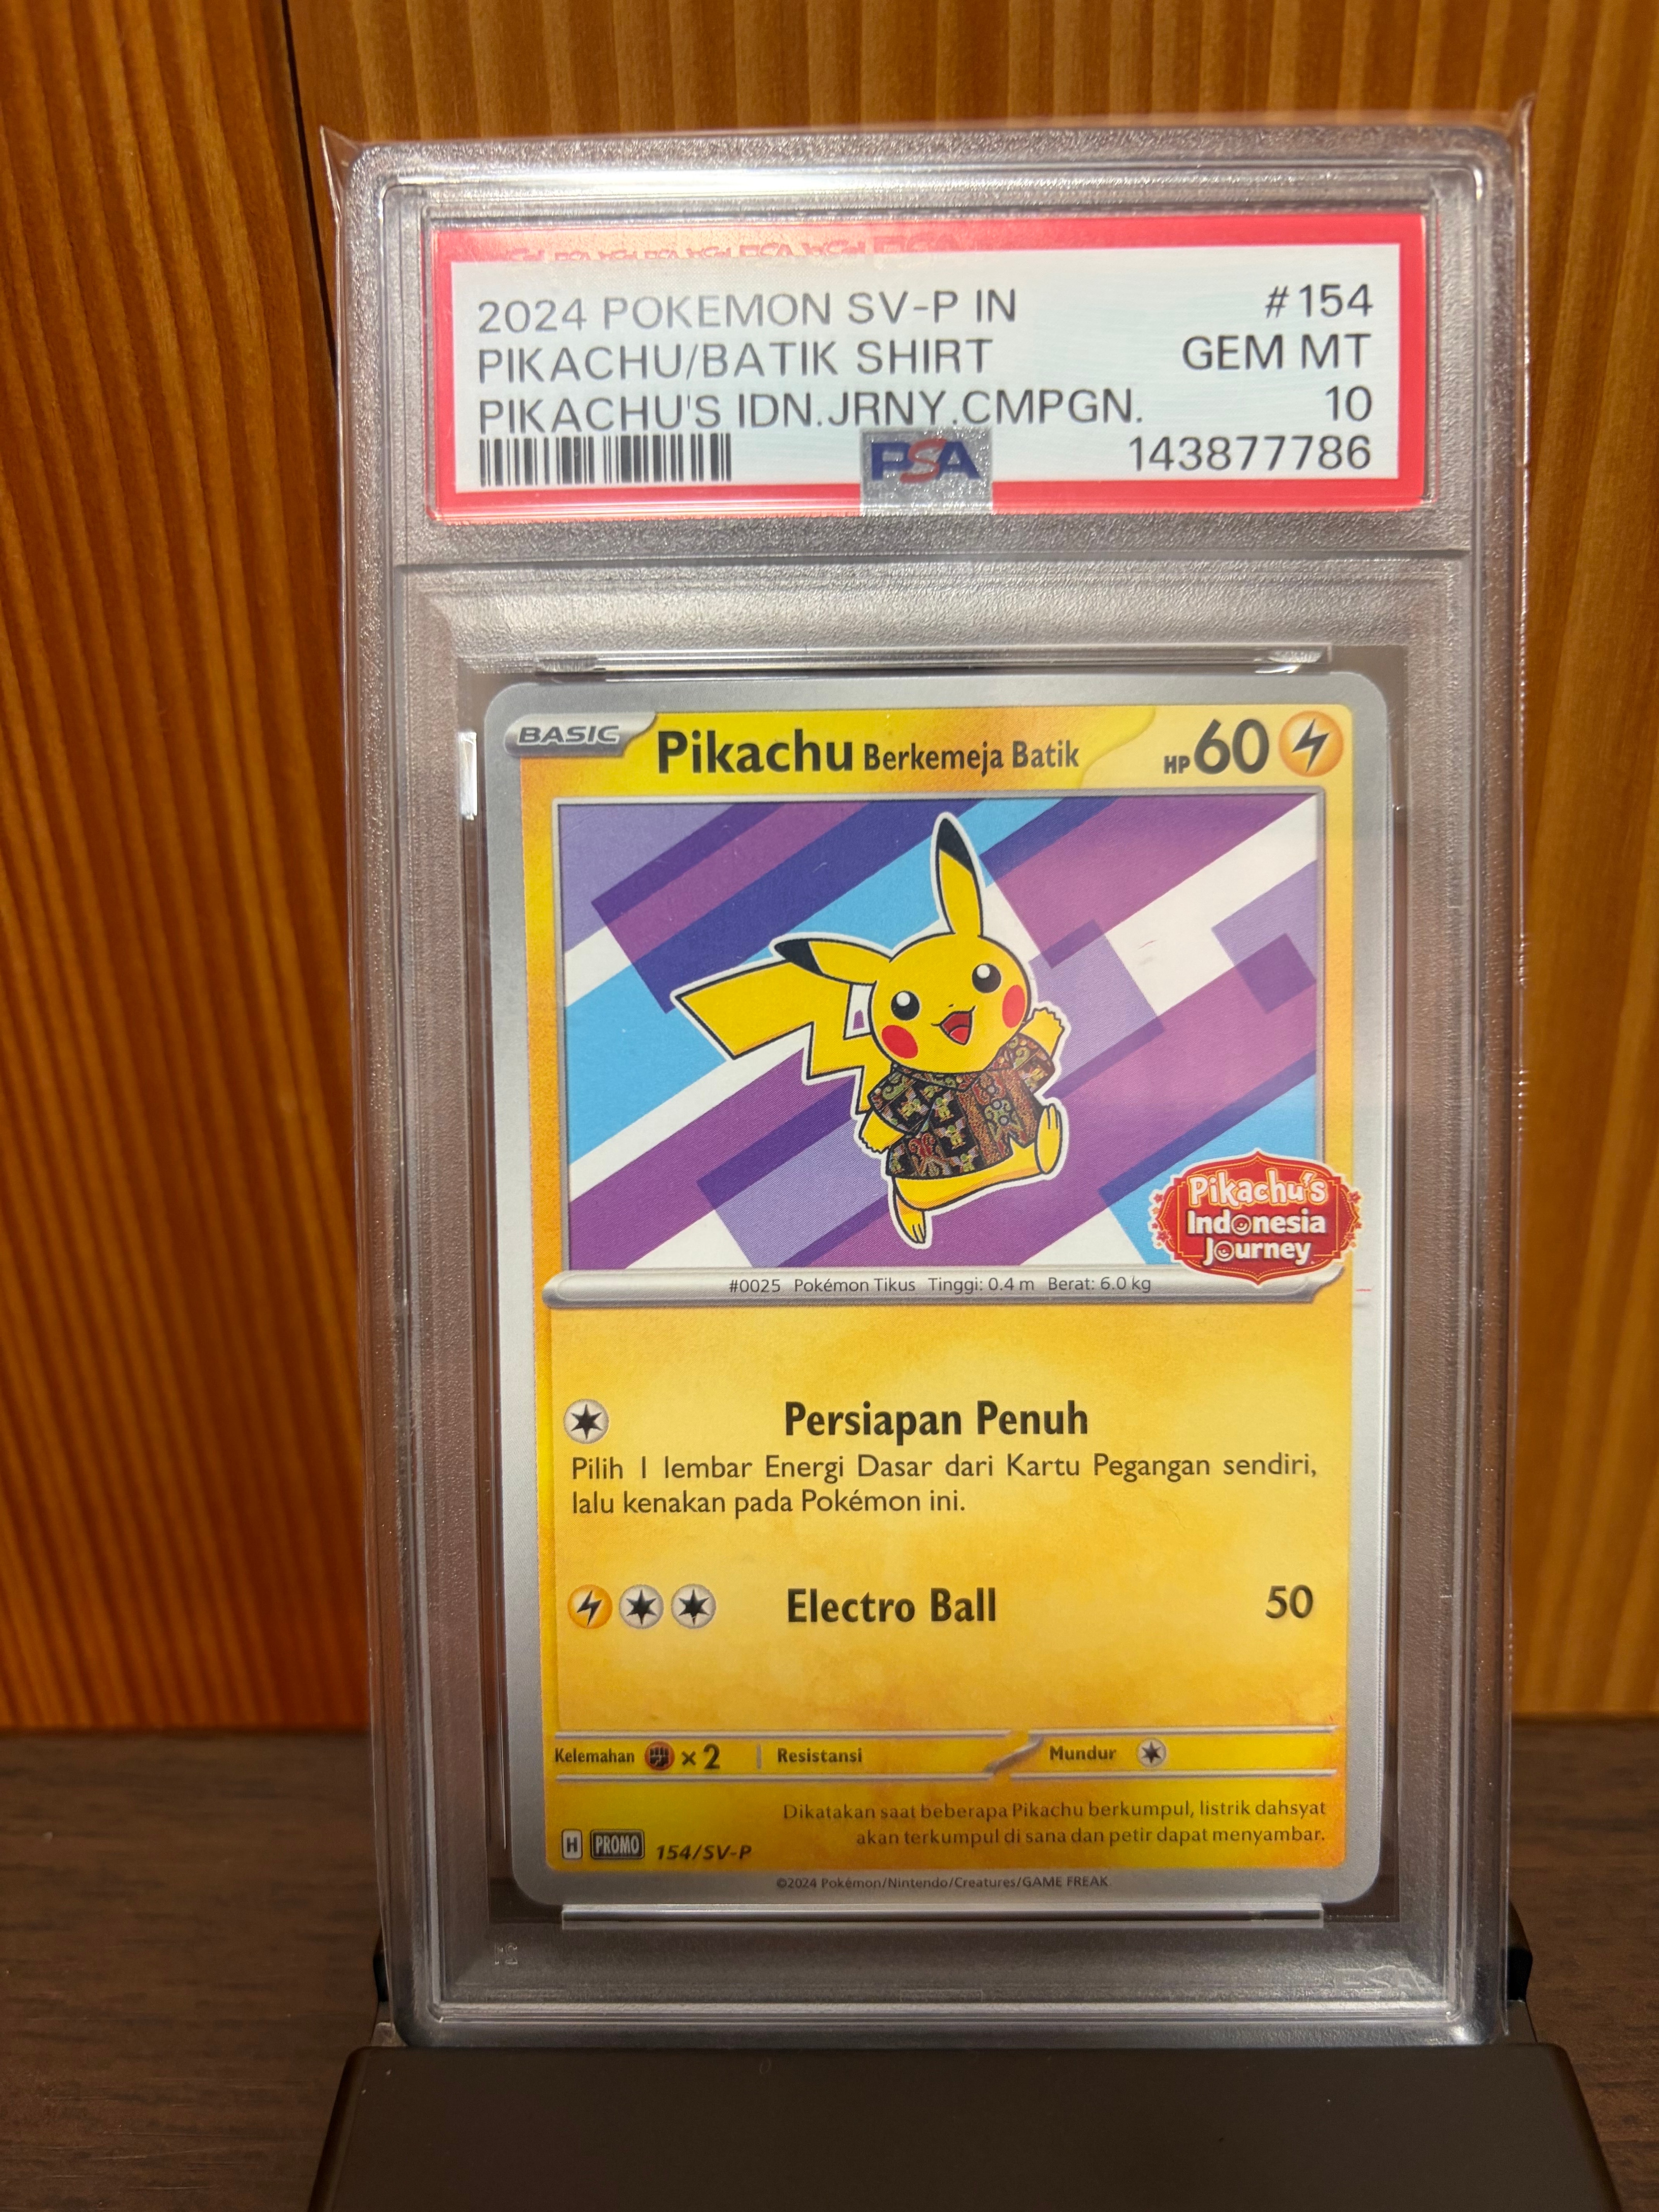 2024 POKEMON SV-P IN #154
PIKACHU/BATIK SHIRT GEM MT
PIKACHU'S IDN.JRNY.CMPGN. 10
PSA 143877786
BASIC Pikachu Berkemeja Batik HP 60
Pikachu's
Indonesia
Journey
#0025 Pokémon Tikus Tinggi: 0.4 m Berat: 6.0 kg
Persiapan Penuh
Pilih 1 lembar Energi Dasar dari Kartu Pegangan sendiri,
lalu kenakan pada Pokémon ini.
Electro Ball 50
Kelemahan ×2 Resistansi Mundur
Dikatakan saat beberapa Pikachu berkumpul, listrik dahsyat
akan terkumpul di sana dan petir dapat menyambar.
H PROMO 154/SV-P
©2024 Pokémon/Nintendo/Creatures/GAME FREAK